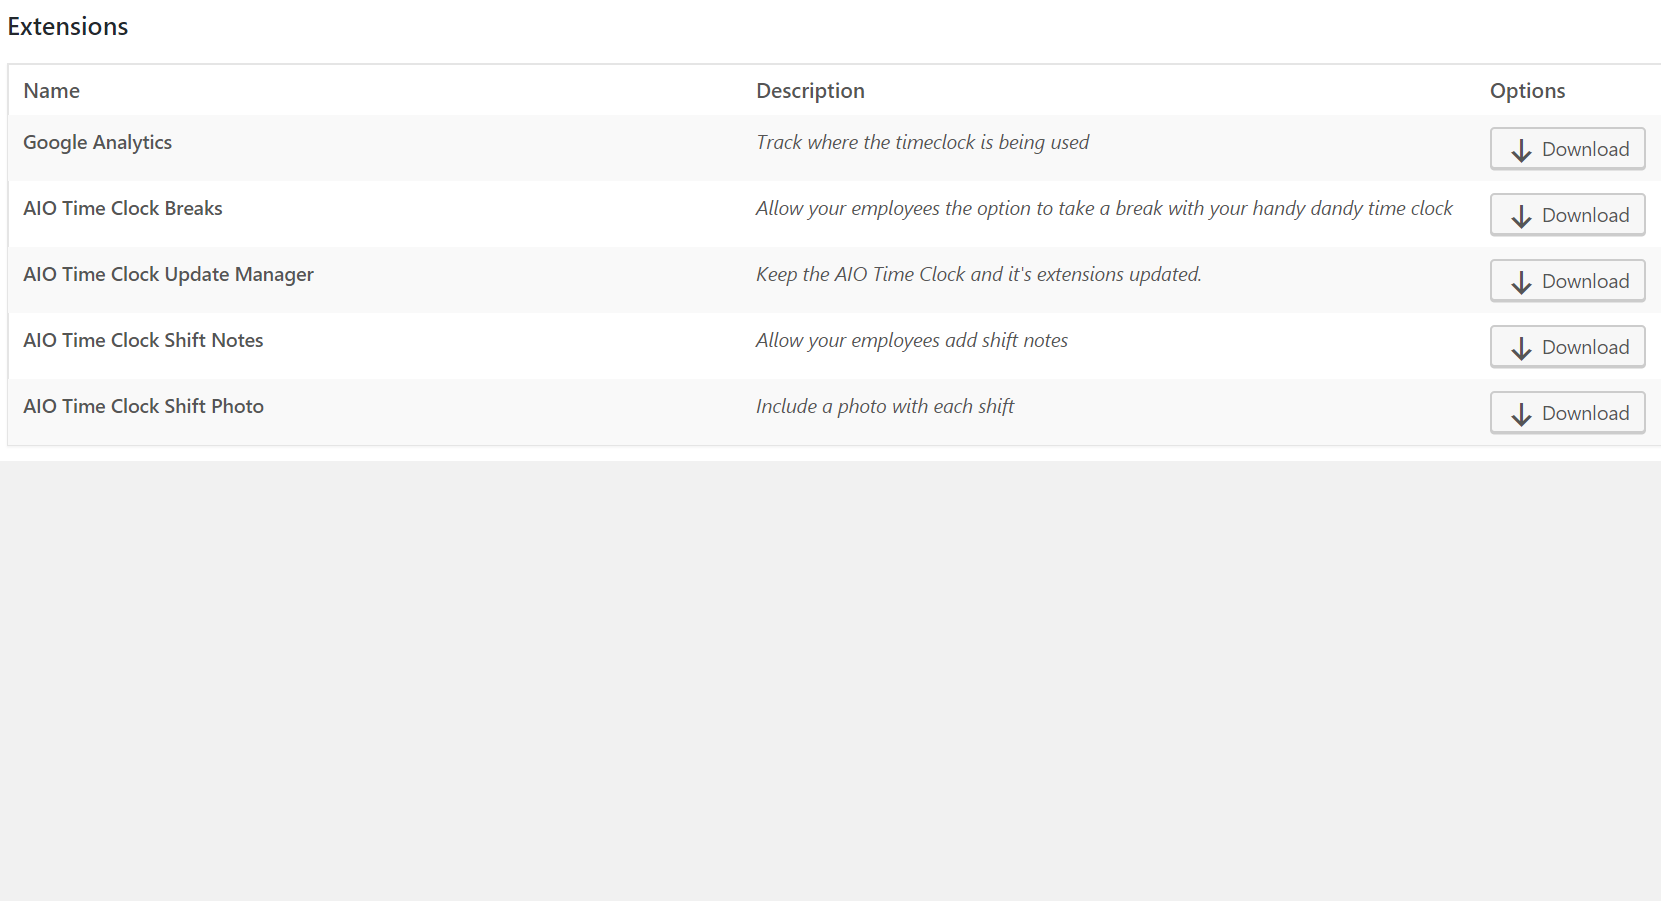 Extensions
Name Description Options
Google Analytics Track where the timeclock is being used Download
AIO Time Clock Breaks Allow your employees the option to take a break with your handy dandy time clock Download
AIO Time Clock Update Manager Keep the AIO Time Clock and it's extensions updated. Download
AIO Time Clock Shift Notes Allow your employees add shift notes Download
AIO Time Clock Shift Photo Include a photo with each shift Download